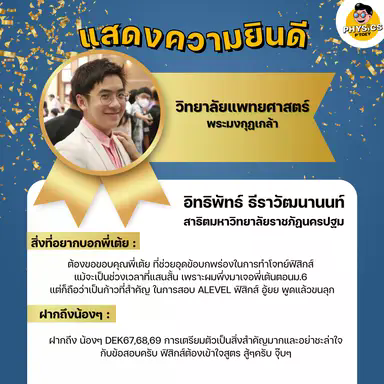 PHYSICS
P'TOEY
แสดงความยินดี
วิทยาลัยแพทยศาสตร์
พระมงกุฎเกล้า
อิทธิพัทธ์ ธีราวัฒนานนท์
สาธิตมหาวิทยาลัยราชภัฏนครปฐม
สิ่งที่อยากบอกพี่เต้ย :
ต้องขอขอบคุณพี่เต้ย ที่ช่วยอุดข้อบกพร่องในการทำโจทย์ฟิสิกส์
แม้จะเป็นช่วงเวลาที่แสนสั้น เพราะผมพึ่งมาเจอพี่เต้นตอนม.6
แต่ก็ถือว่าเป็นก้าวที่สำคัญ ในการสอบ ALEVEL ฟิสิกส์ อู้ยย พูดแล้วขนลุก
ฝากถึงน้องๆ :
ฝากถึง น้องๆ DEK67,68,69 การเตรียมตัวเป็นสิ่งสำคัญมากและอย่าชะล่าใจ
กับข้อสอบครับ ฟิสิกส์ต้องเข้าใจสูตร สู้ๆครับ จุ๊บๆ